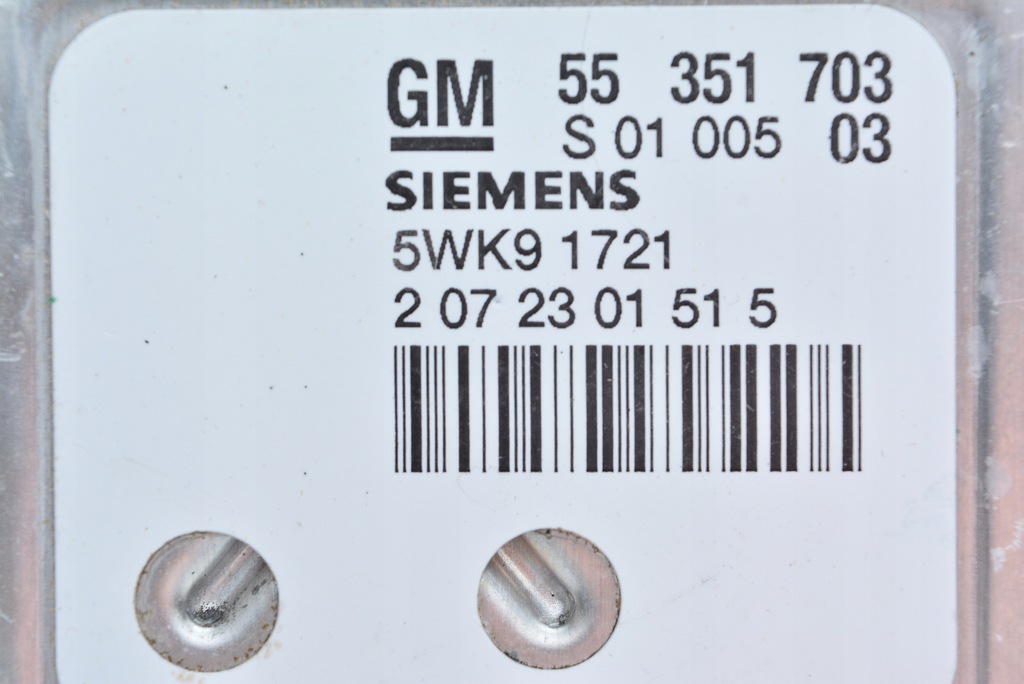 GM 55 351 703
S 01 005 03
SIEMENS
5WK9 1721
2 07 23 01 51 5